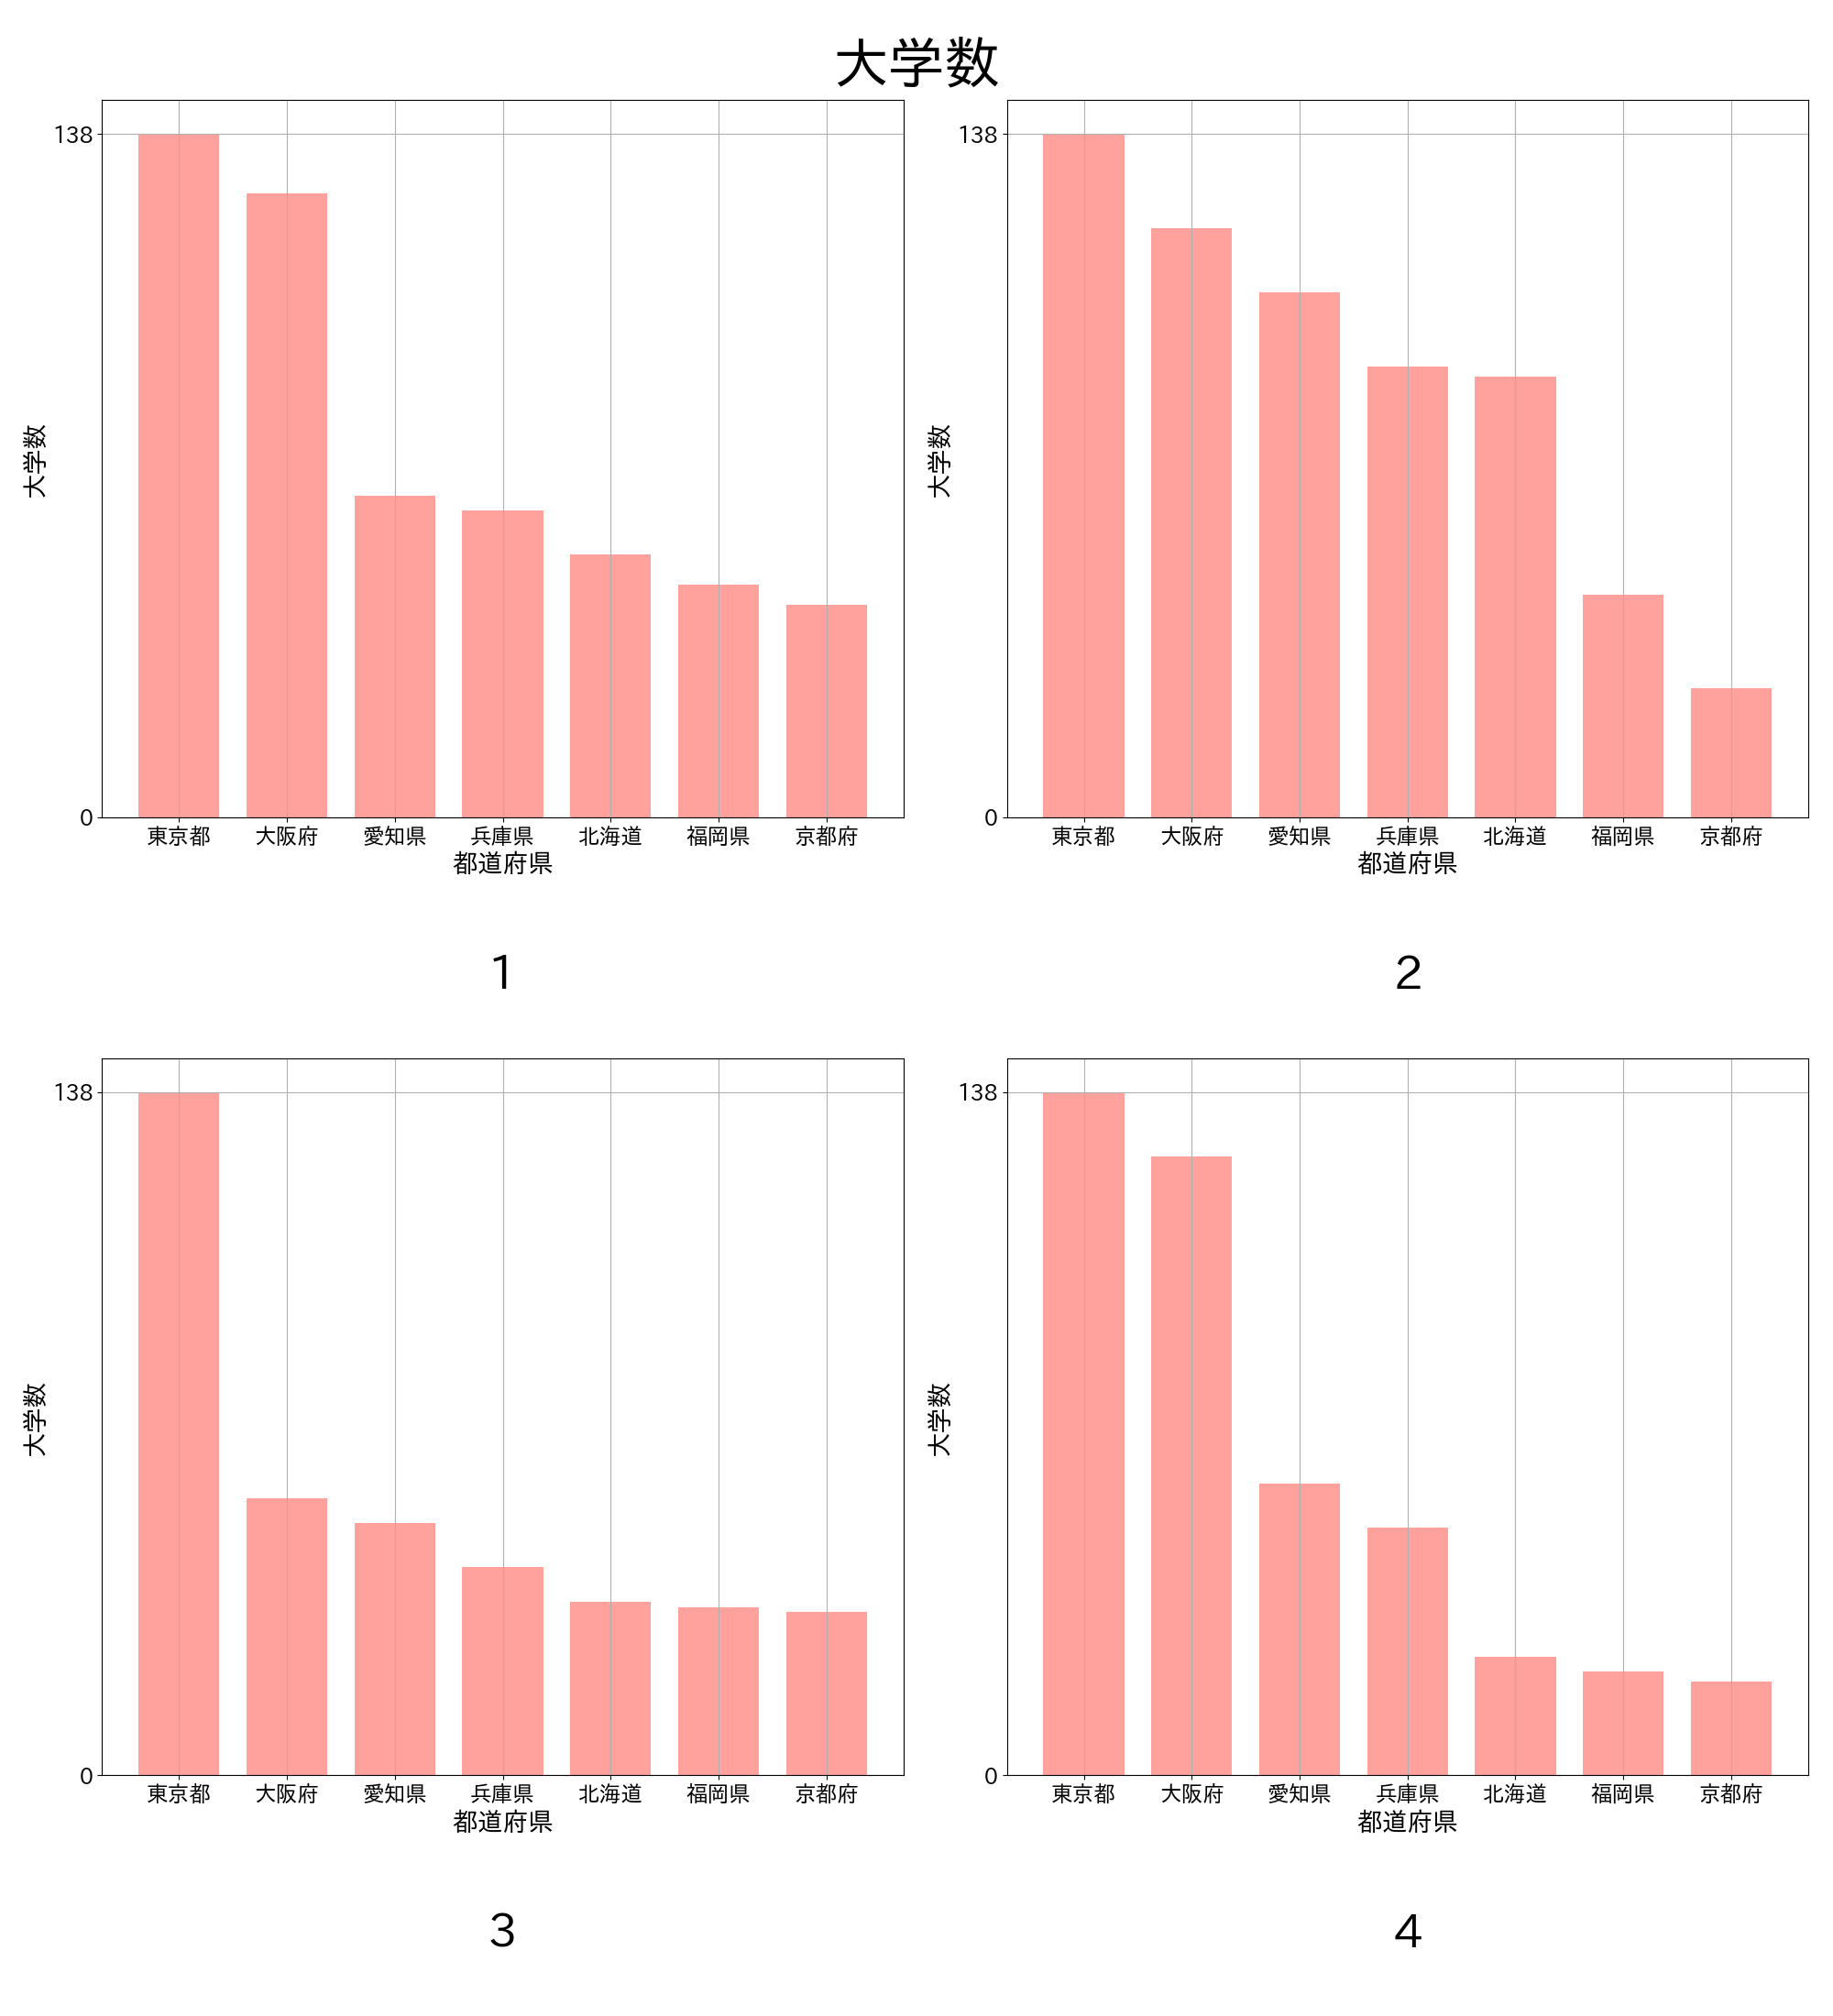 大学数
138
0
大学数
東京都 大阪府 愛知県 兵庫県 北海道 福岡県 京都府
都道府県
1
138
0
大学数
東京都 大阪府 愛知県 兵庫県 北海道 福岡県 京都府
都道府県
2
138
0
大学数
東京都 大阪府 愛知県 兵庫県 北海道 福岡県 京都府
都道府県
3
138
0
大学数
東京都 大阪府 愛知県 兵庫県 北海道 福岡県 京都府
都道府県
4